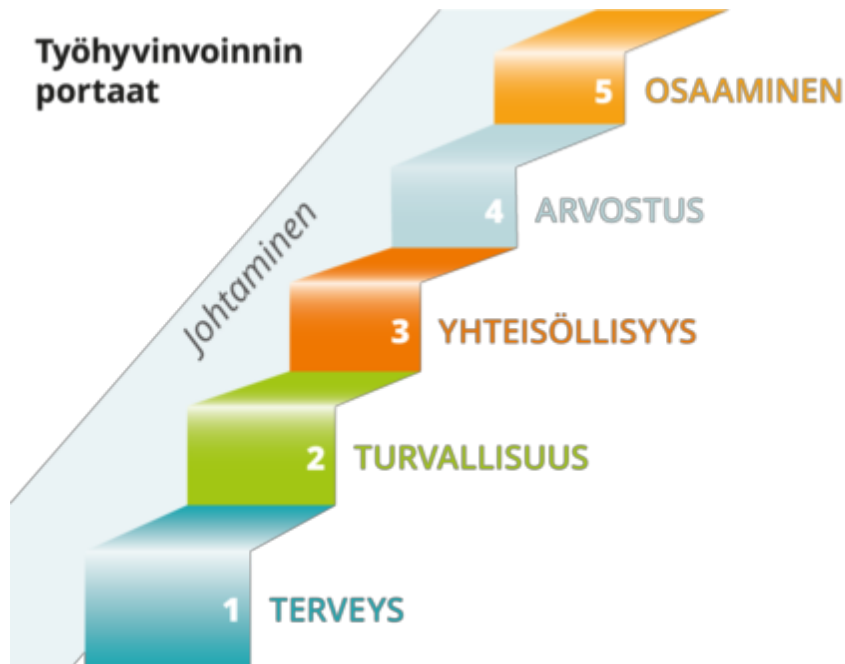 Työhyvinvoinnin
portaat
5 OSAAMINEN
4 ARVOSTUS
Johtaminen
3 YHTEISÖLLISYYS
2 TURVALLISUUS
1 TERVEYS